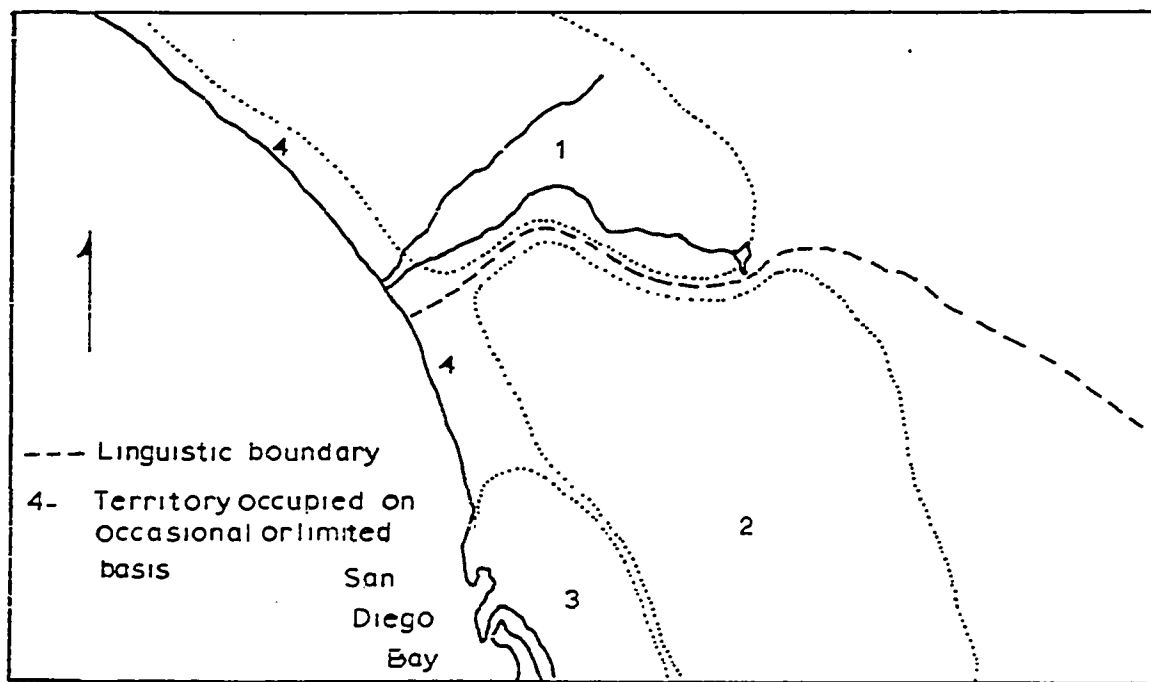 1
4
4
--- Linguistic boundary
4- Territory occupied on
occasional or limited
basis
2
San
Diego
Bay
3